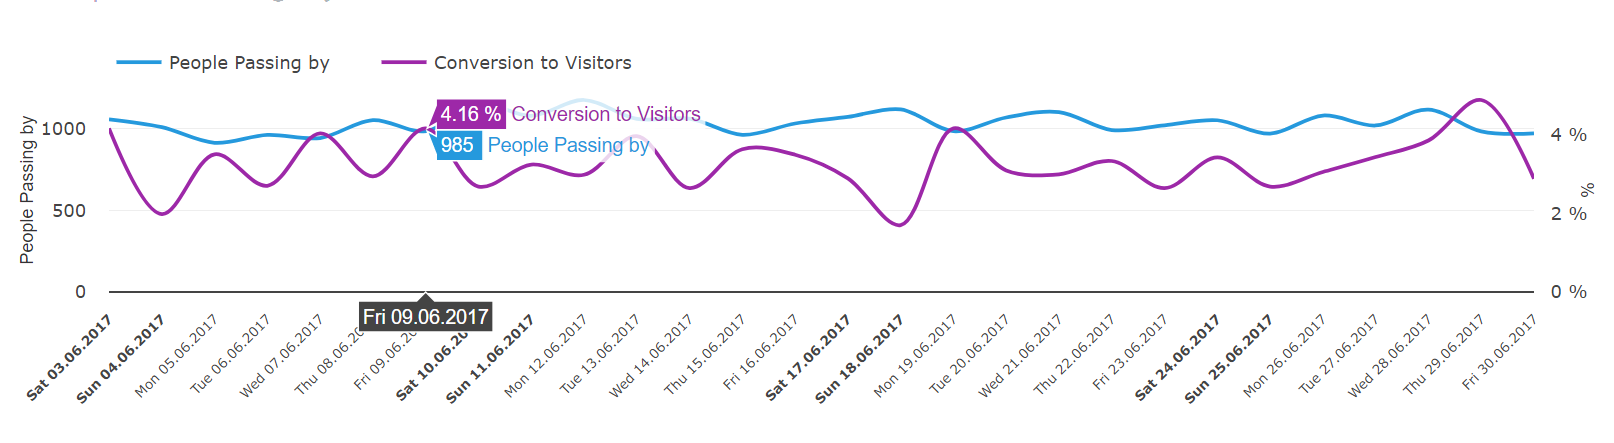 People Passing by
Conversion to Visitors
4.16 % Conversion to Visitors
985 People Passing by
People Passing by
1000
500
0
4 %
2 %
0 %
%
Fri 09.06.2017
Sat 03.06.2017
Sun 04.06.2017
Mon 05.06.2017
Tue 06.06.2017
Wed 07.06.2017
Thu 08.06.20
Fri 09.06.20
Sat 10.06.20
Sun 11.06.2017
Mon 12.06.2017
Tue 13.06.2017
Wed 14.06.2017
Thu 15.06.2017
Fri 16.06.2017
Sat 17.06.2017
Sun 18.06.2017
Mon 19.06.2017
Tue 20.06.2017
Wed 21.06.2017
Thu 22.06.2017
Fri 23.06.2017
Sat 24.06.2017
Sun 25.06.2017
Mon 26.06.2017
Tue 27.06.2017
Wed 28.06.2017
Thu 29.06.2017
Fri 30.06.2017